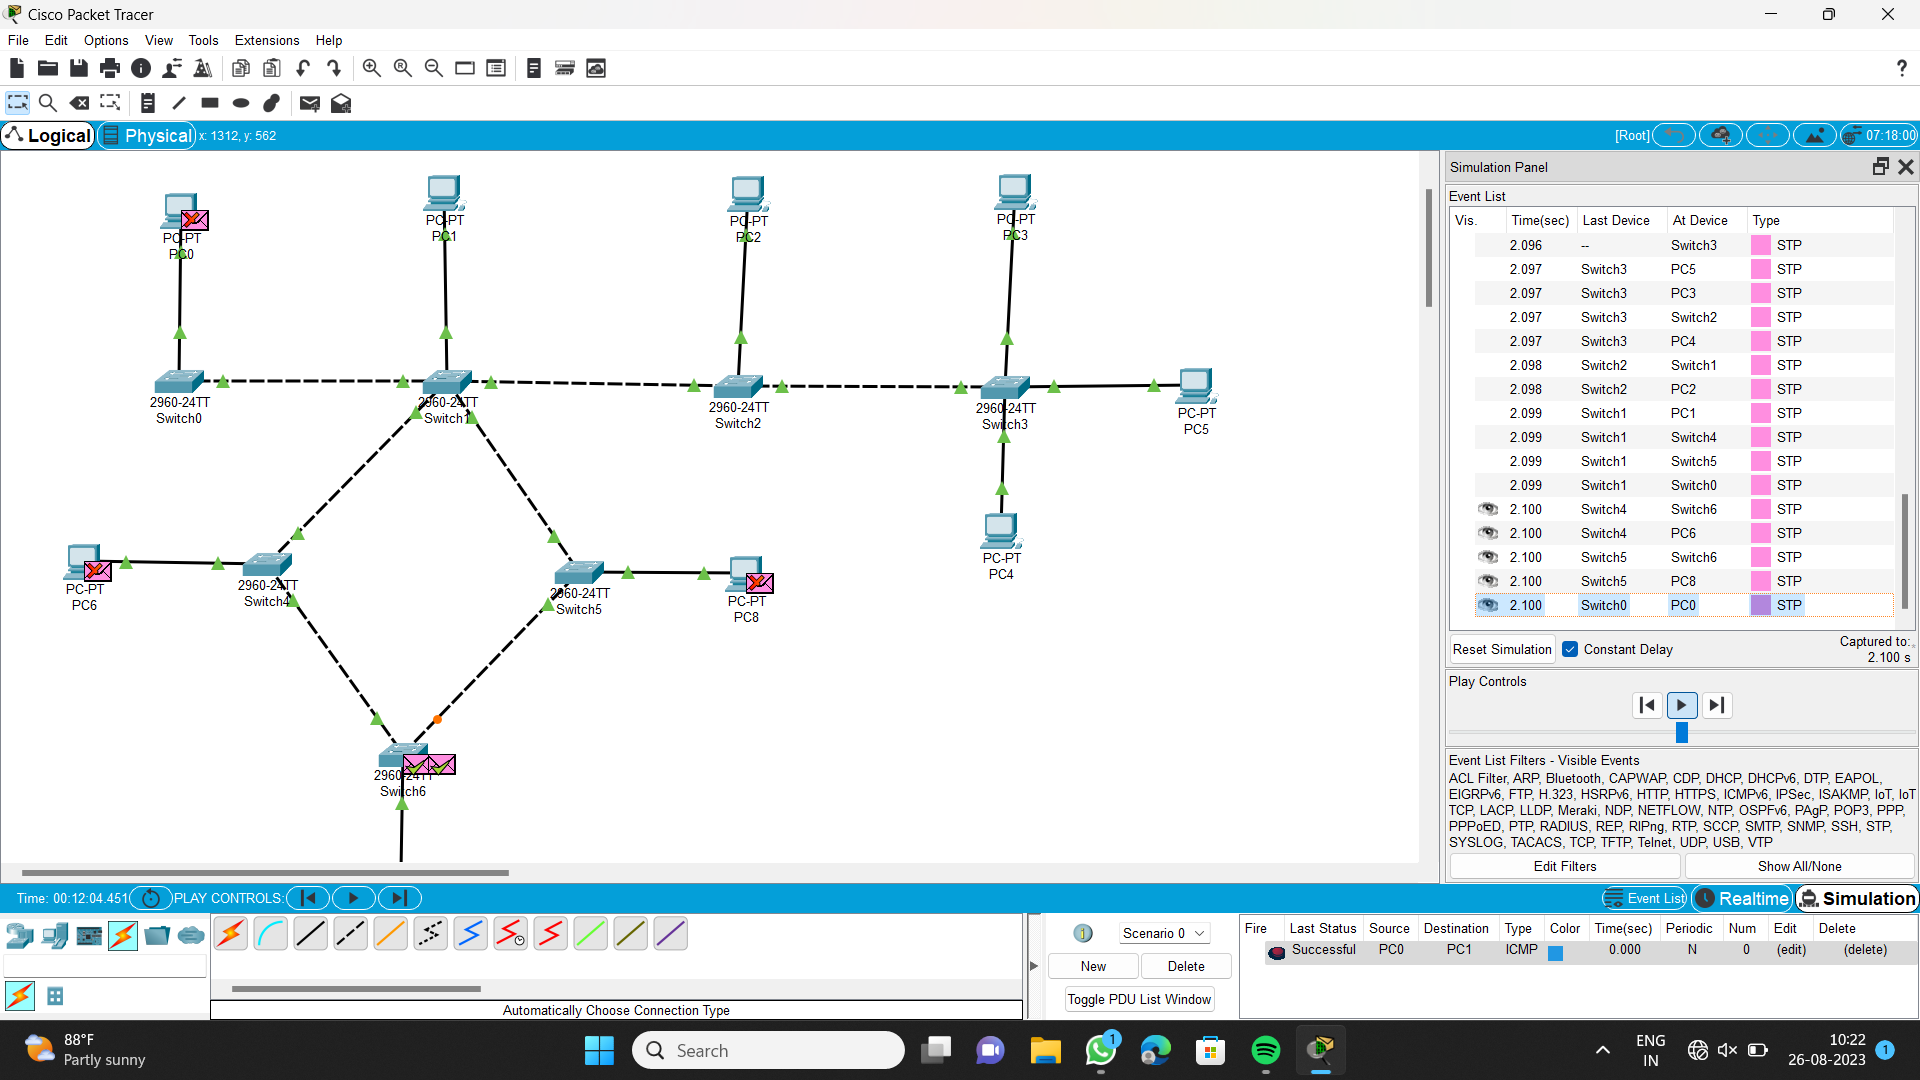 Cisco Packet Tracer
File Edit Options View Tools Extensions Help
?
Logical Physical x: 1312, y: 562 [Root] 07:18:00
PC-PT
PC0
PC-PT
PC1
PC-PT
PC2
PC-PT
PC3
2960-24TT
Switch0
2960-24TT
Switch1
2960-24TT
Switch2
2960-24TT
Switch3
PC-PT
PC5
PC-PT
PC4
PC-PT
PC6
2960-24TT
Switch4
2960-24TT
Switch5
PC-PT
PC8
2960-24TT
Switch6
Simulation Panel
Event List
Vis. Time(sec) Last Device At Device Type
2.096 -- Switch3 STP
2.097 Switch3 PC5 STP
2.097 Switch3 PC3 STP
2.097 Switch3 Switch2 STP
2.097 Switch3 PC4 STP
2.098 Switch2 Switch1 STP
2.098 Switch2 PC2 STP
2.099 Switch1 PC1 STP
2.099 Switch1 Switch4 STP
2.099 Switch1 Switch5 STP
2.099 Switch1 Switch0 STP
2.100 Switch4 Switch6 STP
2.100 Switch4 PC6 STP
2.100 Switch5 Switch6 STP
2.100 Switch5 PC8 STP
2.100 Switch0 PC0 STP
Reset Simulation Constant Delay Captured to:
2.100 s
Play Controls
Event List Filters - Visible Events
ACL Filter, ARP, Bluetooth, CAPWAP, CDP, DHCP, DHCPv6, DTP, EAPOL,
EIGRPv6, FTP, H.323, HSRPv6, HTTP, HTTPS, ICMPv6, IPSec, ISAKMP, IoT, IoT
TCP, LACP, LLDP, Meraki, NDP, NETFLOW, NTP, OSPFv6, PAgP, POP3, PPP,
PPPoED, PTP, RADIUS, REP, RIPng, RTP, SCCP, SMTP, SNMP, SSH, STP,
SYSLOG, TACACS, TCP, TFTP, Telnet, UDP, USB, VTP
Edit Filters Show All/None
Time: 00:12:04.451 PLAY CONTROLS: Event List Realtime Simulation
Automatically Choose Connection Type
Scenario 0
New Delete
Toggle PDU List Window
Fire Last Status Source Destination Type Color Time(sec) Periodic Num Edit Delete
Successful PC0 PC1 ICMP 0.000 N 0 (edit) (delete)
88°F
Partly sunny
Search
1
ENG
IN
10:22
26-08-2023
1